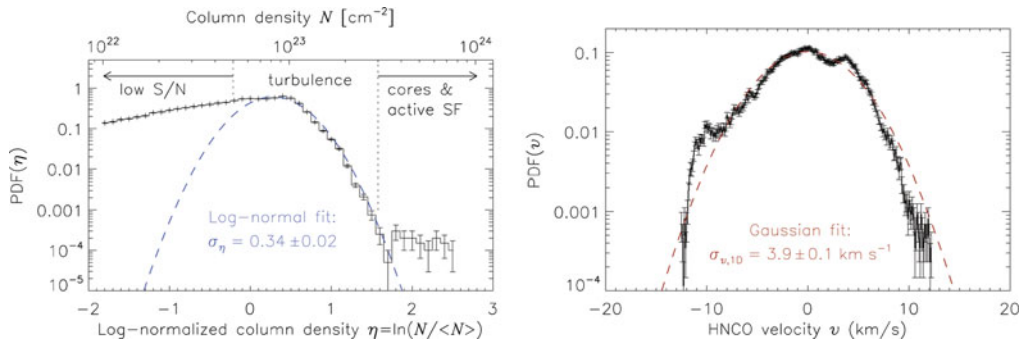 Column density N [cm⁻²]
10²² 10²³ 10²⁴
low S/N
turbulence
cores &
active SF
PDF(η)
1
0.1
0.01
0.001
10⁻⁴
10⁻⁵
Log-normal fit:
σ_η = 0.34 ±0.02
−2 −1 0 1 2 3
Log-normalized column density η=ln(N/<N>)
PDF(v)
0.1
0.01
0.001
10⁻⁴
Gaussian fit:
σ_v,1D = 3.9±0.1 km s⁻¹
−20 −10 0 10 20
HNCO velocity v (km/s)